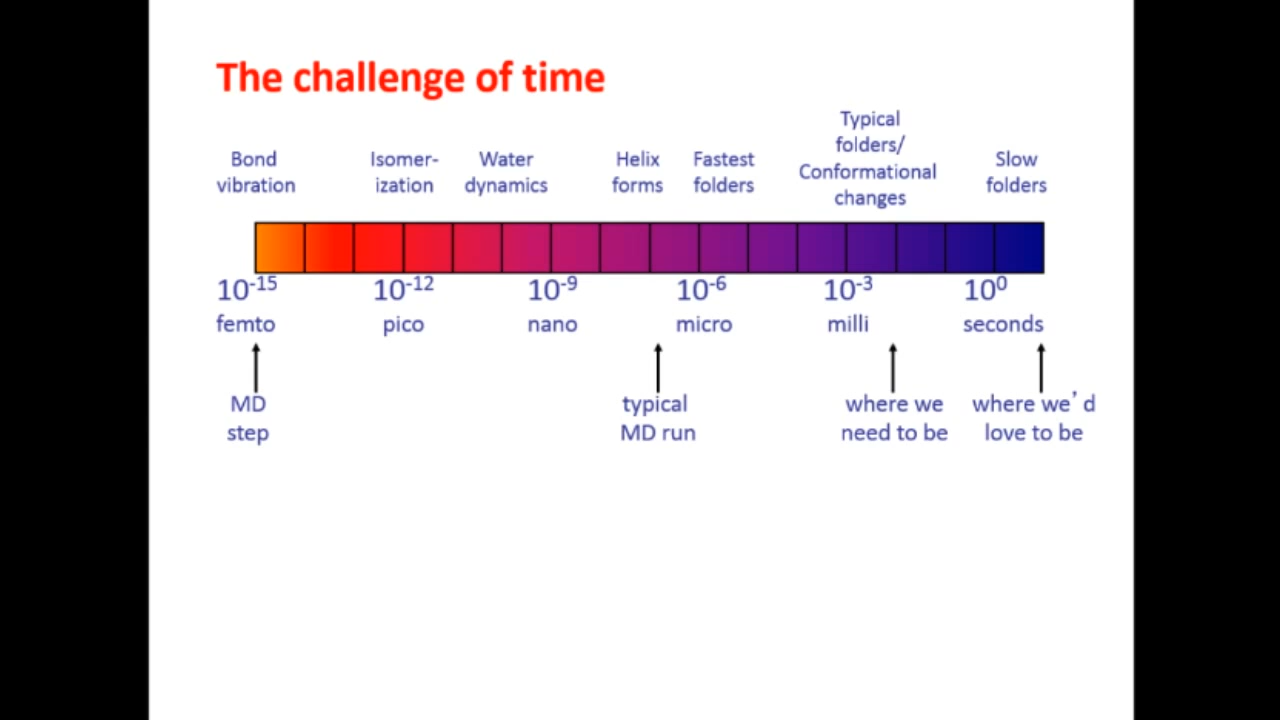 The challenge of time
Typical
folders/
Conformational
changes
Bond
vibration
Isomer-
ization
Water
dynamics
Helix
forms
Fastest
folders
Slow
folders
10⁻¹⁵ 10⁻¹² 10⁻⁹ 10⁻⁶ 10⁻³ 10⁰
femto pico nano micro milli seconds
MD
step
typical
MD run
where we
need to be
where we’d
love to be